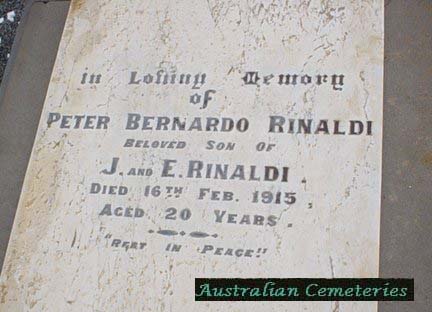 in Loving Memory
of
PETER BERNARDO RINALDI
BELOVED SON OF
J. AND E. RINALDI.
DIED 16TH FEB. 1915,
AGED 20 YEARS.
"REST IN PEACE."
Australian Cemeteries